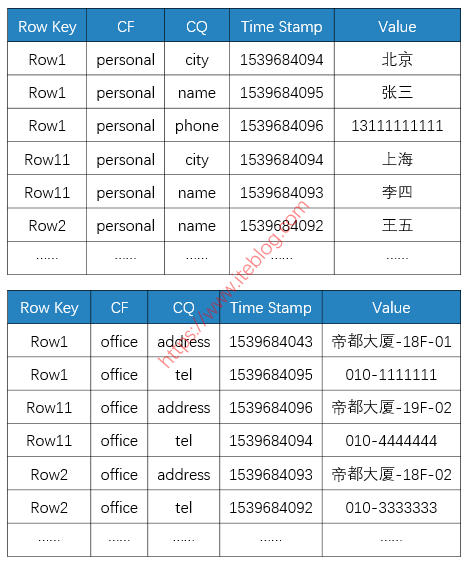 Row Key CF CQ Time Stamp Value
Row1 personal city 1539684094 北京
Row1 personal name 1539684095 张三
Row1 personal phone 1539684096 13111111111
Row11 personal city 1539684094 上海
Row11 personal name 1539684093 李四
Row2 personal name 1539684092 王五
...... ...... ...... ...... ......
https://www.iteblog.com
Row Key CF CQ Time Stamp Value
Row1 office address 1539684043 帝都大厦-18F-01
Row1 office tel 1539684095 010-1111111
Row11 office address 1539684096 帝都大厦-19F-02
Row11 office tel 1539684094 010-4444444
Row2 office address 1539684093 帝都大厦-18F-02
Row2 office tel 1539684092 010-3333333
...... ...... ...... ...... ......